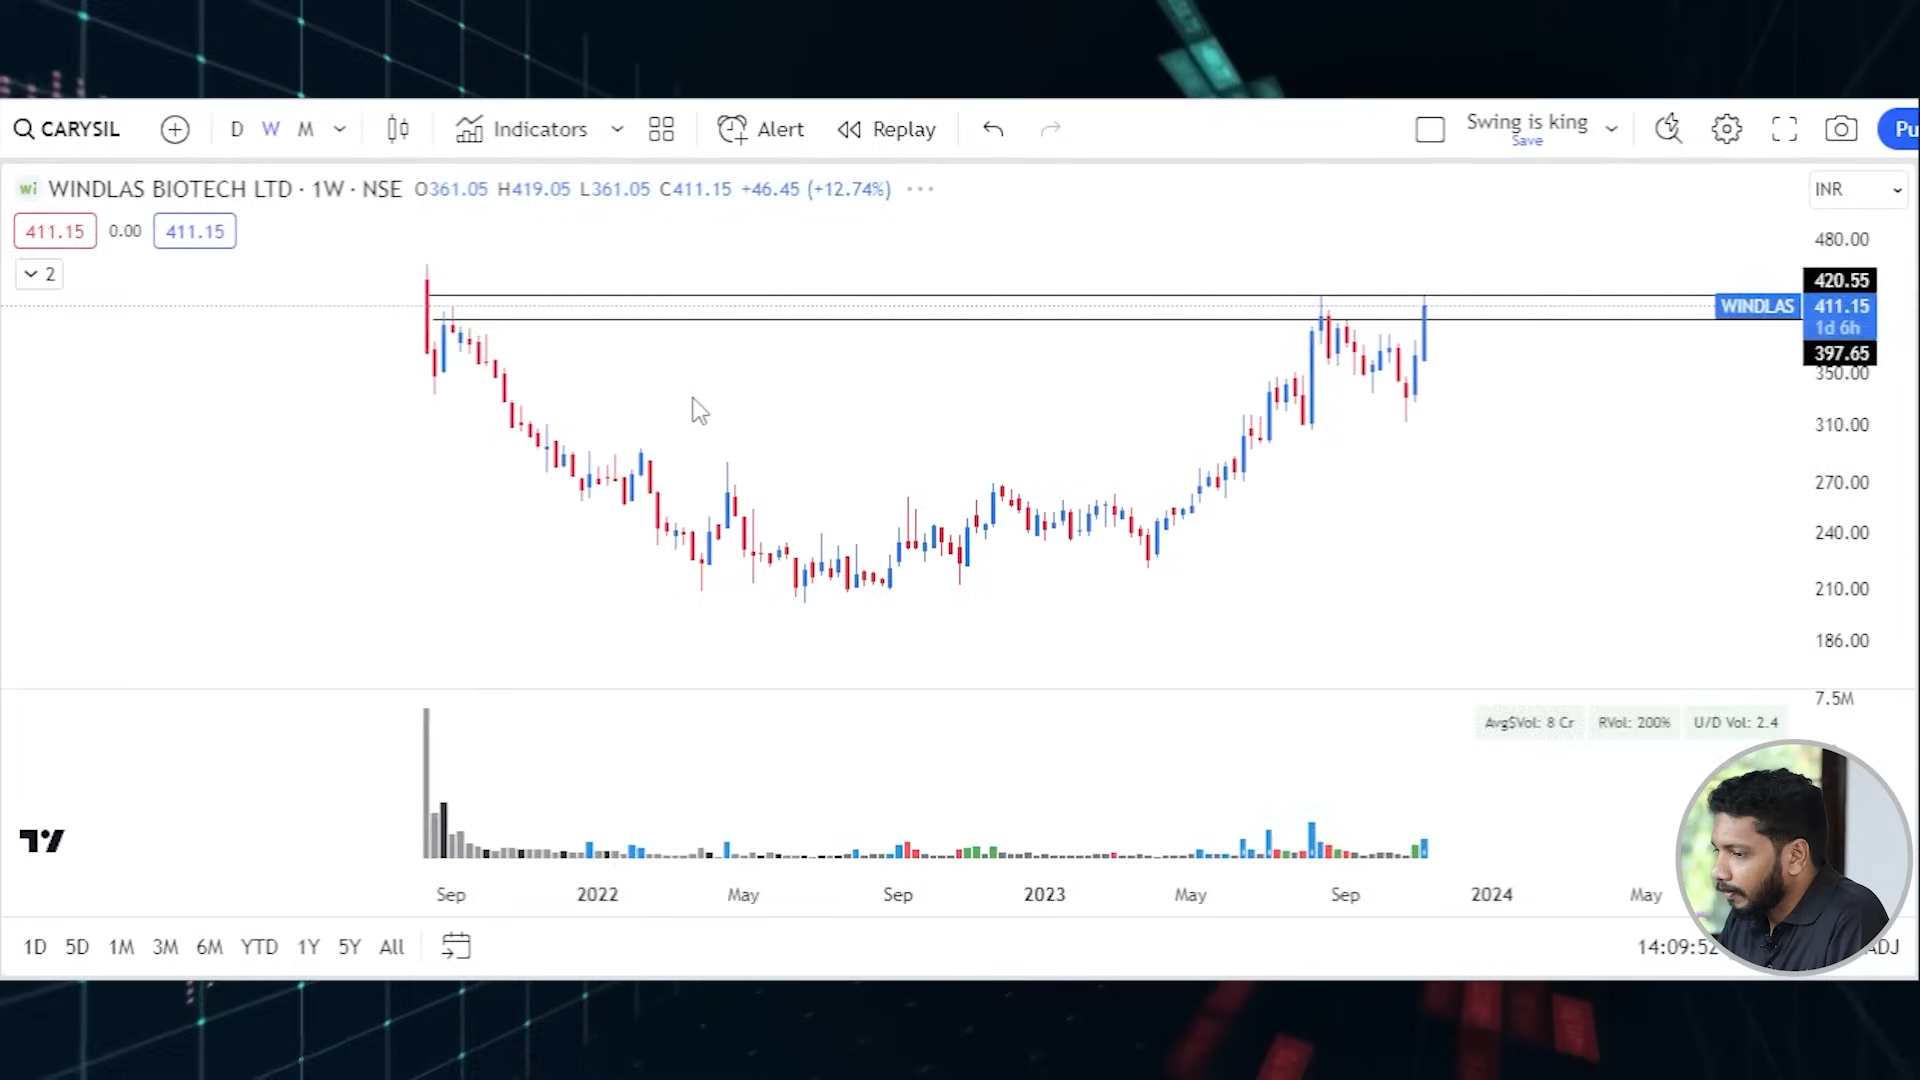 CARYSIL D W M Indicators Alert Replay Swing is king Save Pu
wi WINDLAS BIOTECH LTD · 1W · NSE O361.05 H419.05 L361.05 C411.15 +46.45 (+12.74%) ··· INR
411.15 0.00 411.15
2
480.00
420.55
WINDLAS 411.15
1d 6h
397.65
350.00
310.00
270.00
240.00
210.00
186.00
7.5M
Avg$Vol: 8 Cr RVol: 200% U/D Vol: 2.4
Sep 2022 May Sep 2023 May Sep 2024 May
1D 5D 1M 3M 6M YTD 1Y 5Y All 14:09:52 ADJ